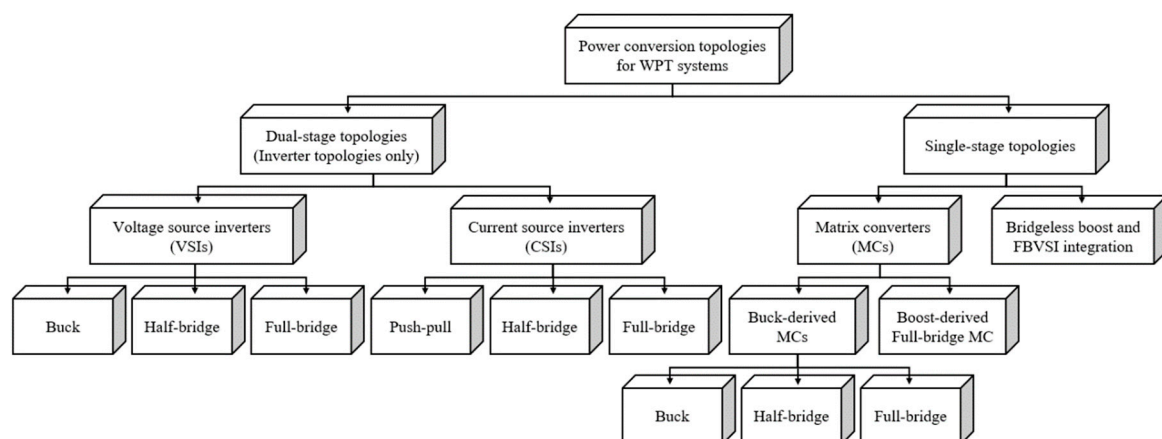 Power conversion topologies
for WPT systems
Dual-stage topologies
(Inverter topologies only)
Single-stage topologies
Voltage source inverters
(VSIs)
Current source inverters
(CSIs)
Matrix converters
(MCs)
Bridgeless boost and
FBVSI integration
Buck
Half-bridge
Full-bridge
Push-pull
Half-bridge
Full-bridge
Buck-derived
MCs
Boost-derived
Full-bridge MC
Buck
Half-bridge
Full-bridge